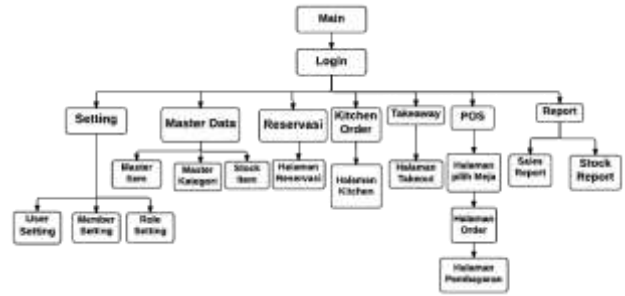 Main
Login
Setting
Master Data
Reservasi
Kitchen
Order
Takeaway
POS
Report
Master
Item
Master
Kategori
Stock
Item
Halaman
Reservasi
Halaman
Kitchen
Halaman
Takeout
Halaman
pilih Meja
Sales
Report
Stock
Report
User
Setting
Member
Setting
Role
Setting
Halaman
Order
Halaman
Pembayaran